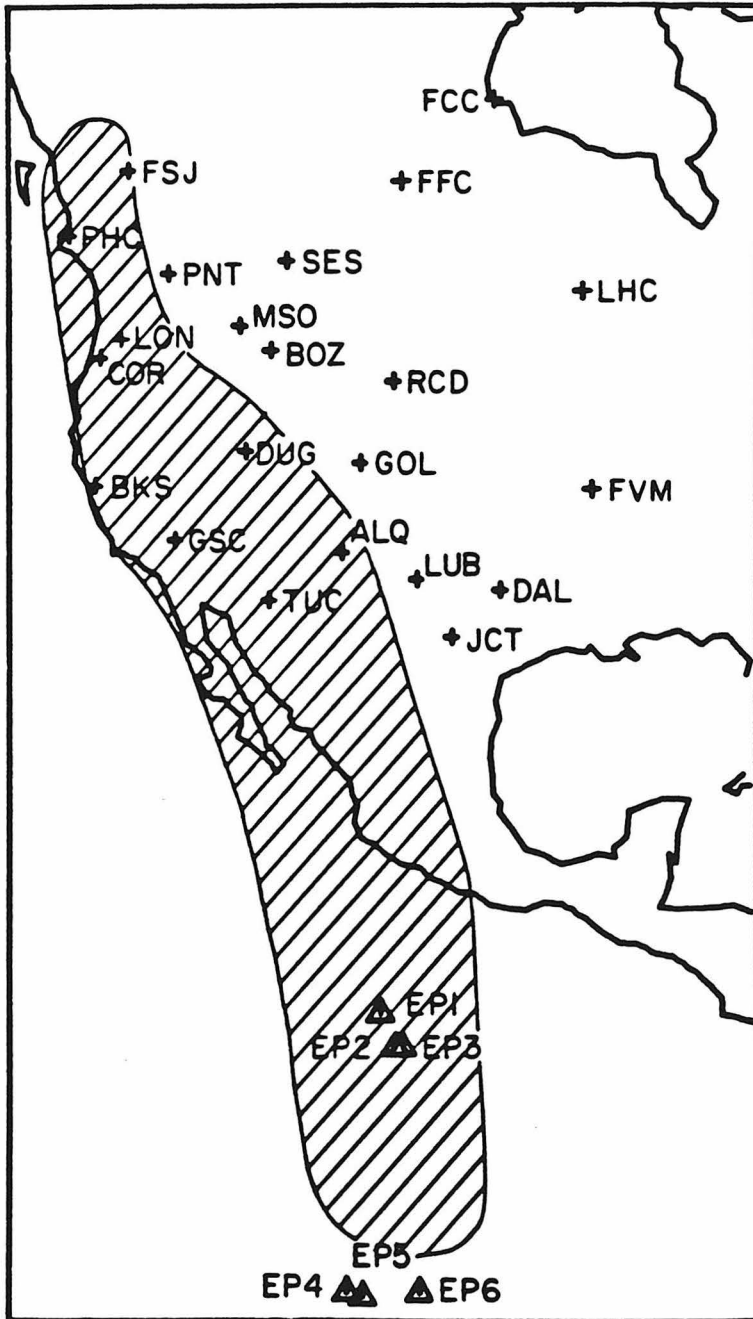 FCC
FSJ
FFC
PHC
PNT
SES
LHC
MSO
LON
BOZ
COR
RCD
DUG
GOL
BKS
FVM
GSC
ALQ
LUB
TUC
DAL
JCT
EP1
EP2 EP3
EP5
EP4 EP6